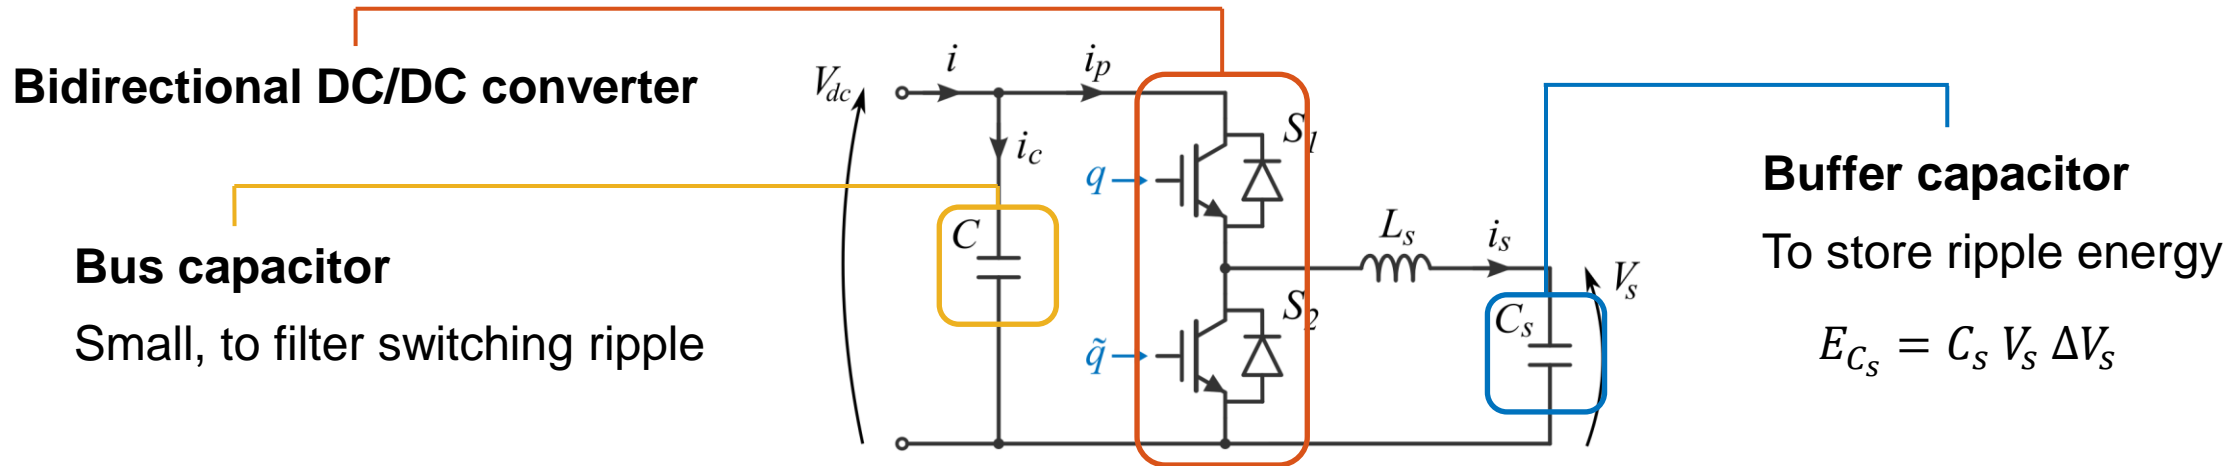 Bidirectional DC/DC converter
Bus capacitor
Small, to filter switching ripple
V_dc
i
i_p
i_c
C
q
q̃
S_1
S_2
L_s
i_s
V_s
C_s
Buffer capacitor
To store ripple energy
E_{C_s} = C_s V_s ΔV_s